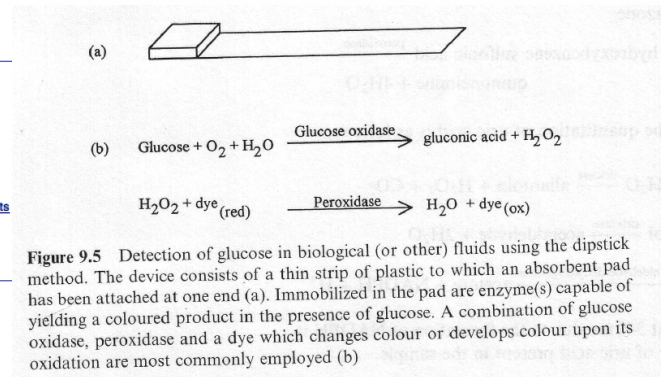 (a)
Glucose oxidase
(b) Glucose + O2 + H2O gluconic acid + H2O2
ts
Peroxidase
H2O2 + dye(red) H2O + dye(ox)
Figure 9.5 Detection of glucose in biological (or other) fluids using the dipstick
method. The device consists of a thin strip of plastic to which an absorbent pad
has been attached at one end (a). Immobilized in the pad are enzyme(s) capable of
yielding a coloured product in the presence of glucose. A combination of glucose
oxidase, peroxidase and a dye which changes colour or develops colour upon its
oxidation are most commonly employed (b)